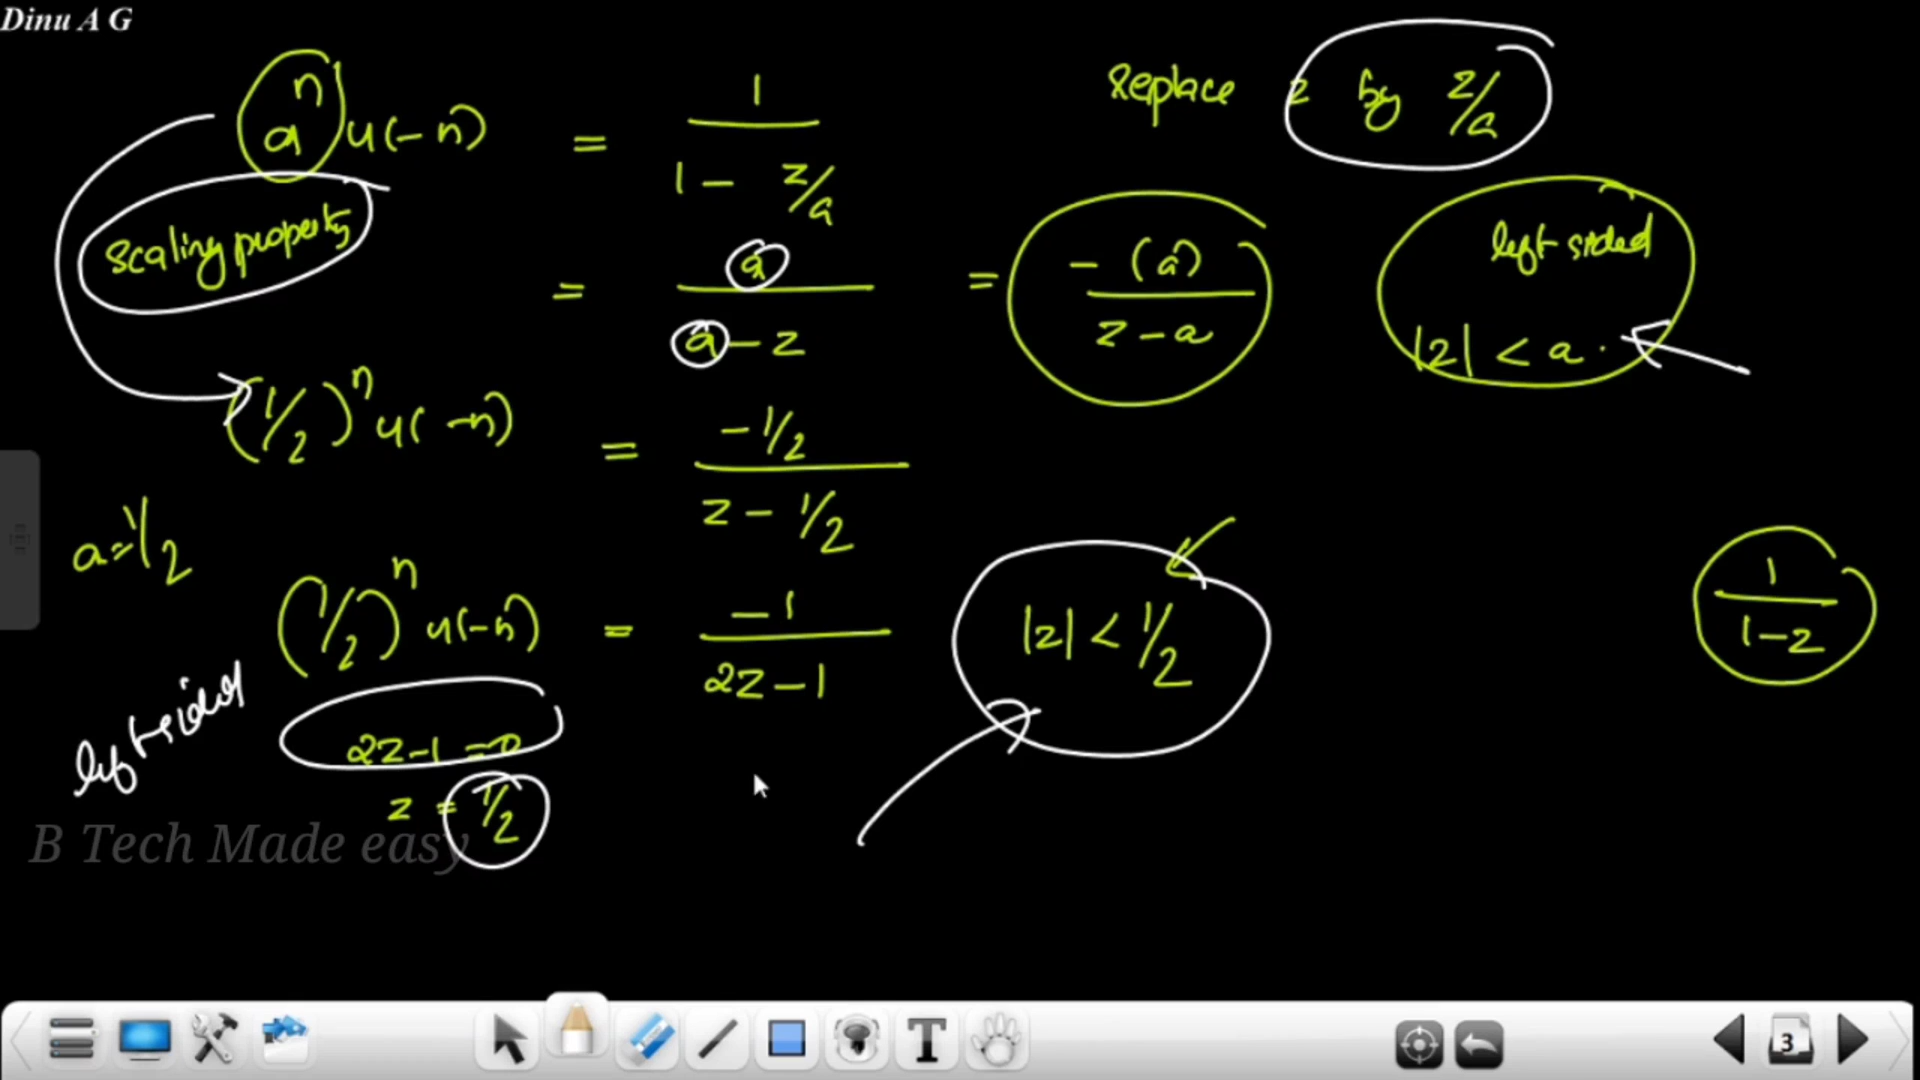 Dinu A G
aⁿ u(-n) = 1 / (1 - z/a)
Replace z by z/a
scaling property
= a / (a - z) = -(a) / (z - a)
left sided
|z| < a.
(1/2)ⁿ u(-n) = -1/2 / (z - 1/2)
a = 1/2
(1/2)ⁿ u(-n) = -1 / (2z - 1)
|z| < 1/2
1 / (1 - z)
left sided
2z - 1 = 0
z = 1/2
B Tech Made easy
T
3